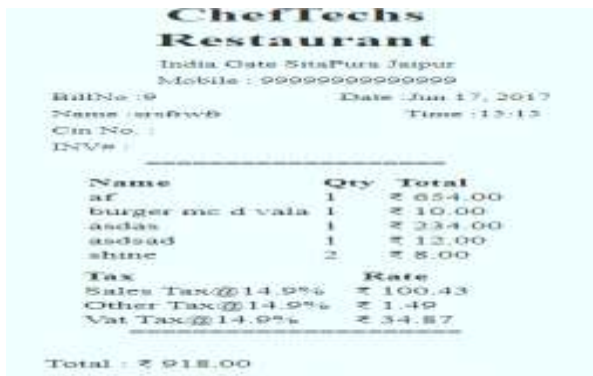 ChefTechs
Restaurant
India Gate SitaPura Jaipur
Mobile : 99999999999999
BillNo :9 Date :Jun 17, 2017
Name : Time :13:13
Cin No. :
INV# :
Name Qty Total
af 1 ₹ 654.00
burger mc d vala 1 ₹ 10.00
asdas 1 ₹ 234.00
asdsad 1 ₹ 12.00
shine 2 ₹ 8.00
Tax Rate
Sales Tax@14.9% ₹ 100.43
Other Tax@14.9% ₹ 1.49
Vat Tax@14.9% ₹ 34.87
Total : ₹ 918.00